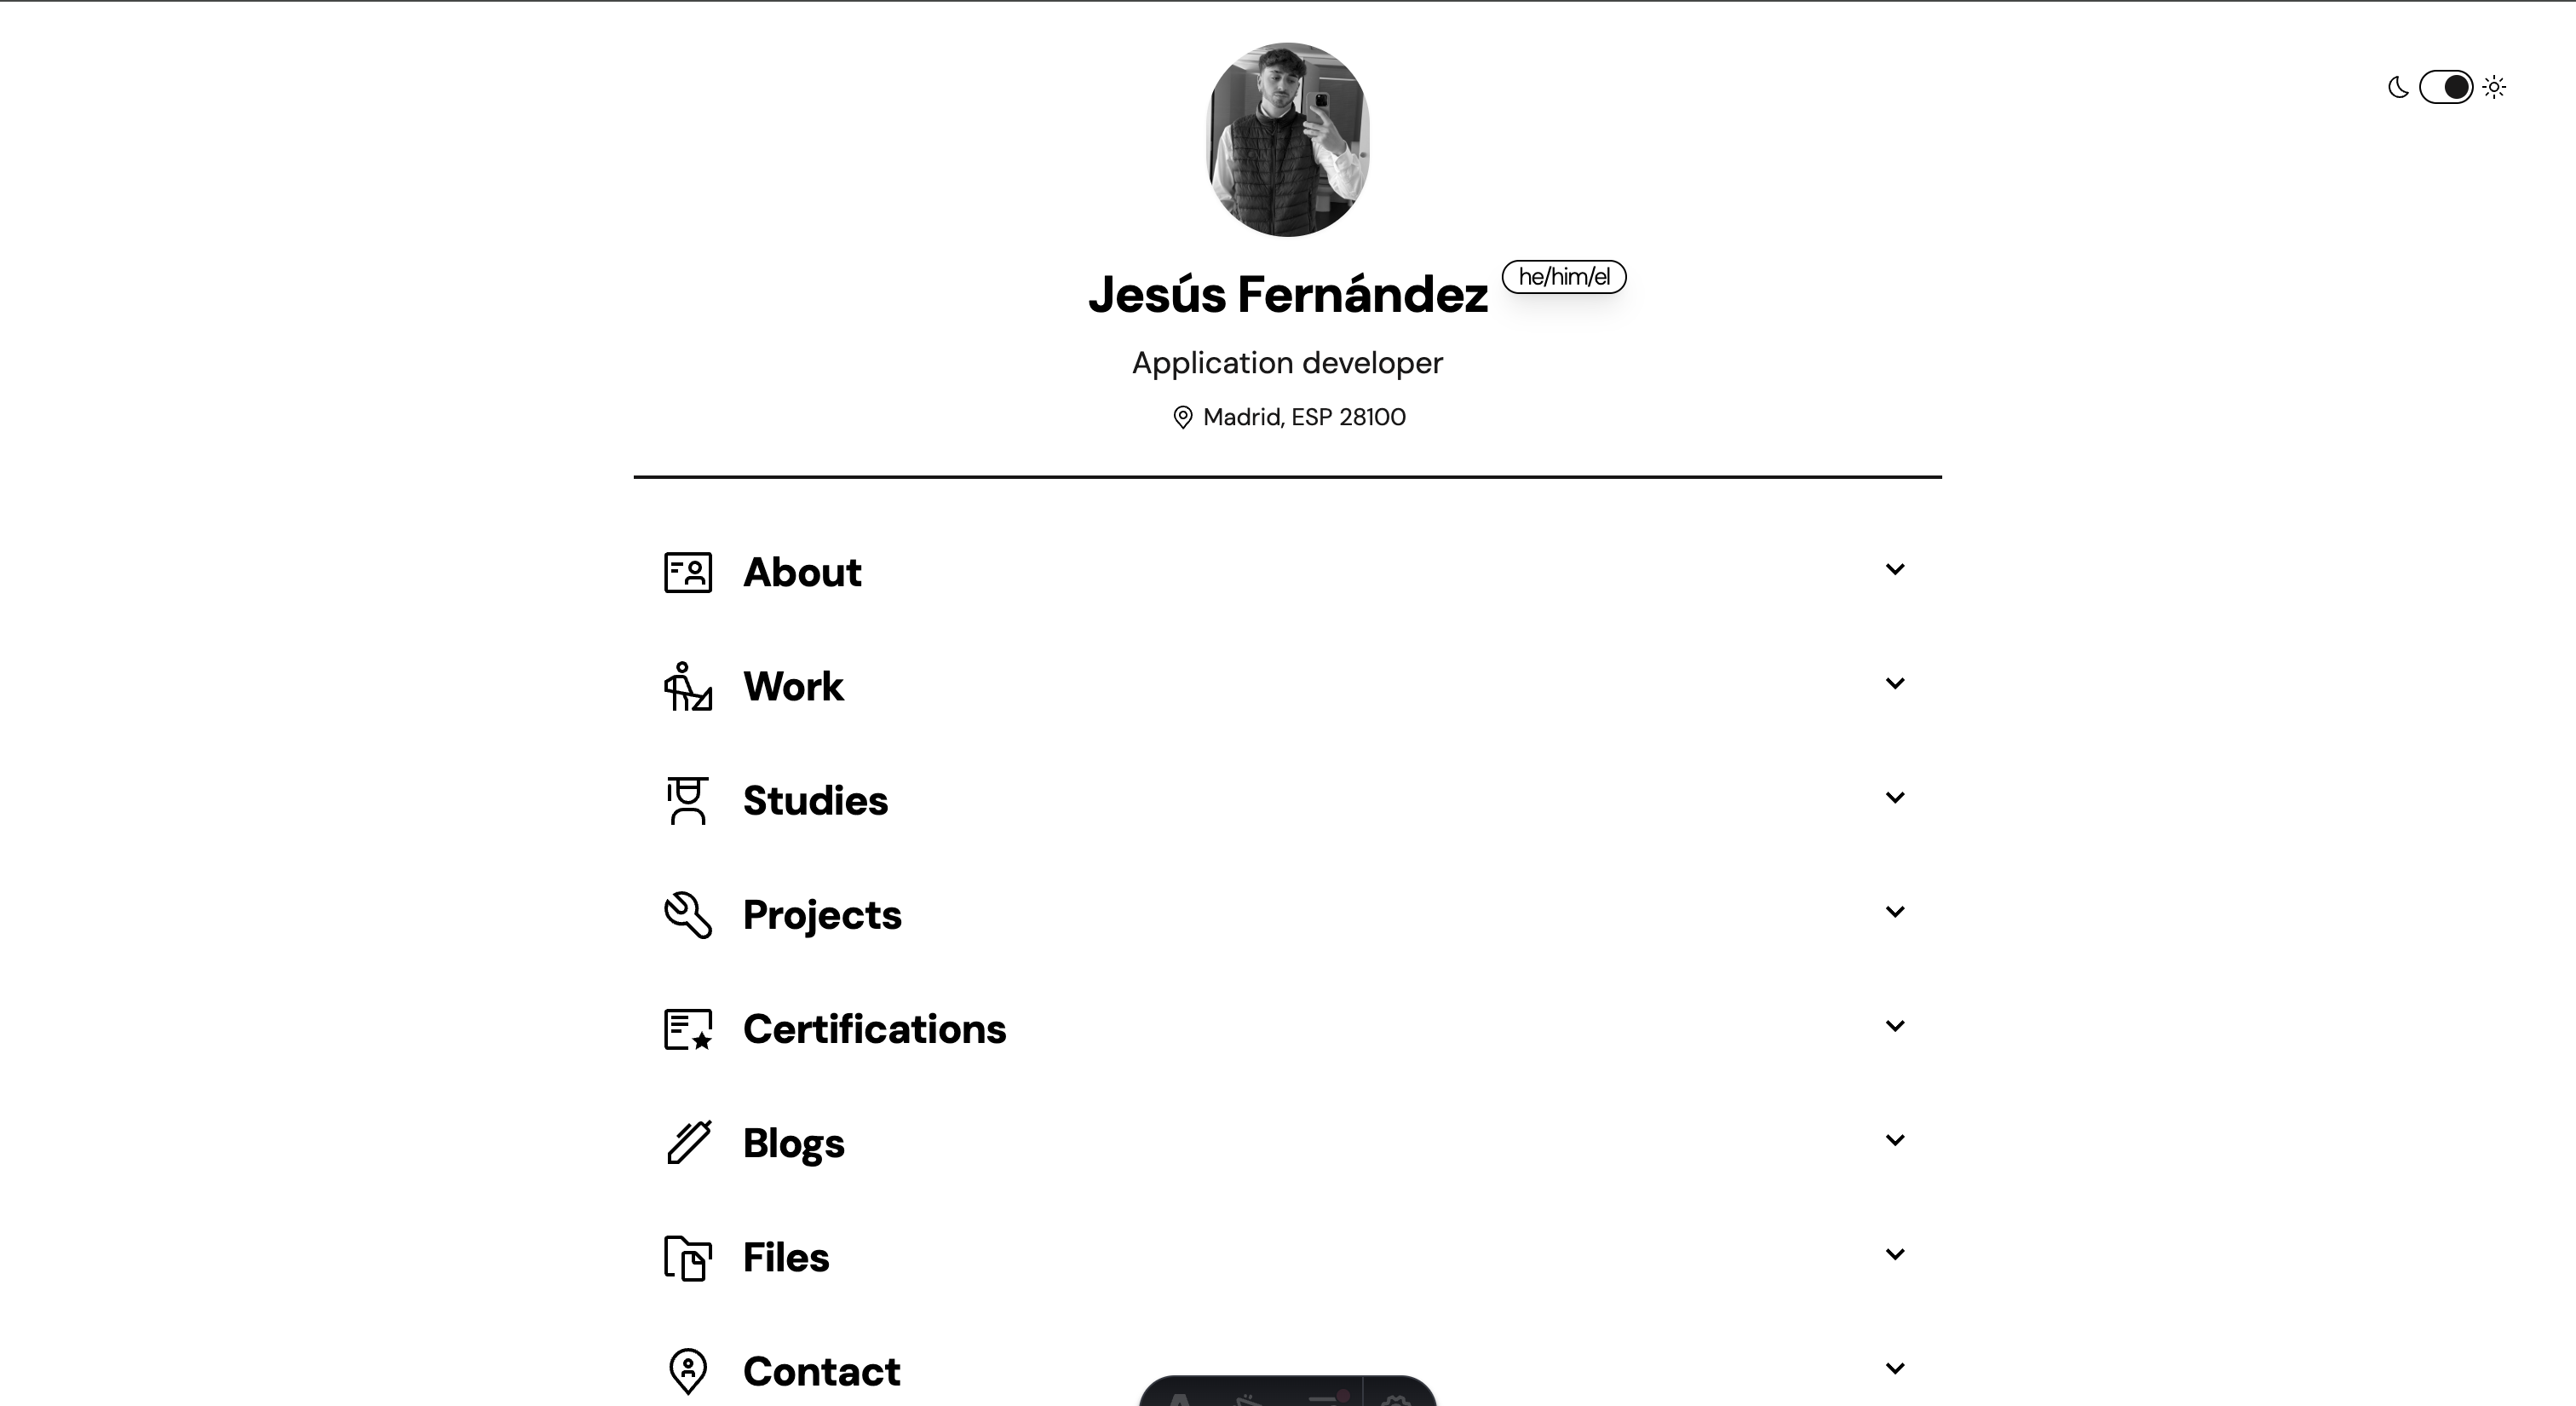 Jesús Fernández
he/him/el
Application developer
Madrid, ESP 28100
About
Work
Studies
Projects
Certifications
Blogs
Files
Contact